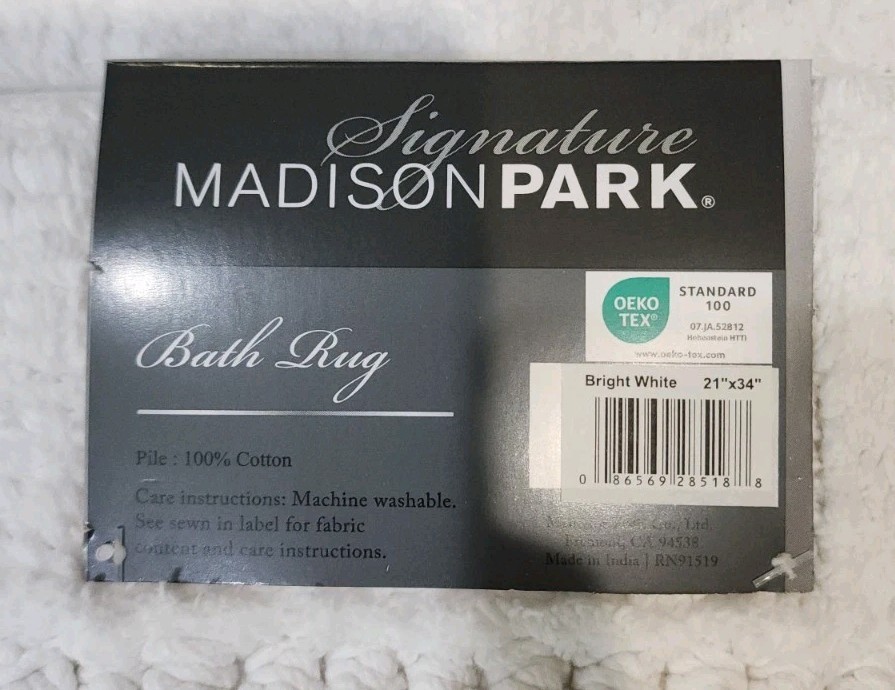 Signature
MADISON PARK®
OEKO
TEX®
STANDARD
100
07.JA.52812
Hohenstein HTTI
www.oeko-tex.com
Bath Rug
Bright White 21"x34"
0 86569 28518 8
Pile : 100% Cotton
Care instructions: Machine washable.
See sewn in label for fabric
content and care instructions.
Co., Ltd.
Fremont, CA 94538
Made in India | RN91519